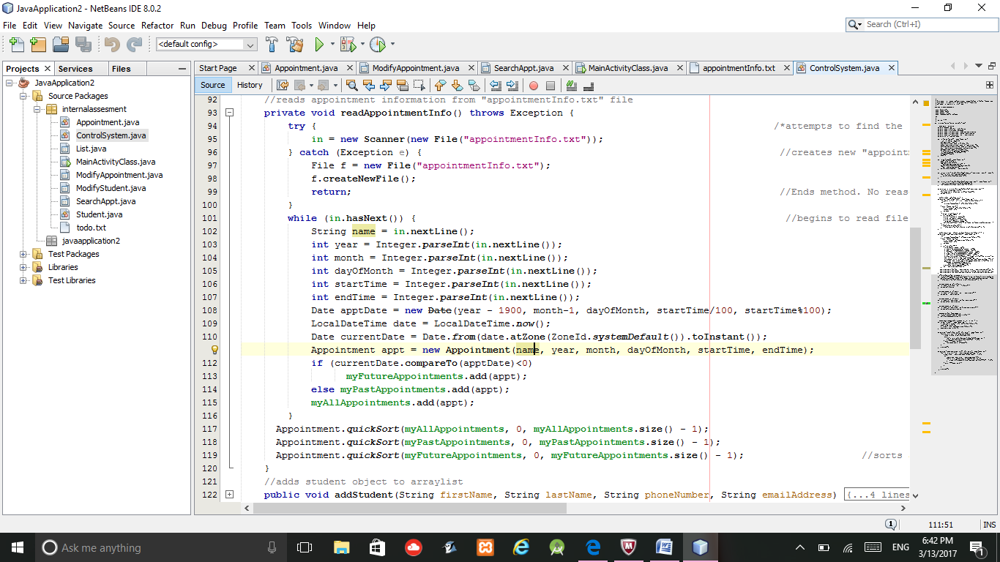 JavaApplication2 - NetBeans IDE 8.0.2
File Edit View Navigate Source Refactor Run Debug Profile Team Tools Window Help
Search (Ctrl+I)
<default config>
Projects Services Files
Start Page Appointment.java ModifyAppointment.java SearchAppt.java MainActivityClass.java appointmentInfo.txt ControlSystem.java
Source History
JavaApplication2
Source Packages
internalassesment
Appointment.java
ControlSystem.java
List.java
MainActivityClass.java
ModifyAppointment.java
ModifyStudent.java
SearchAppt.java
Student.java
todo.txt
javaapplication2
Test Packages
Libraries
Test Libraries
92 //reads appointment information from "appointmentInfo.txt" file
93 private void readAppointmentInfo() throws Exception {
94 try { /*attempts to find the
95 in = new Scanner(new File("appointmentInfo.txt"));
96 } catch (Exception e) { //creates new "appoint
97 File f = new File("appointmentInfo.txt");
98 f.createNewFile();
99 return; //Ends method. No reas
100 }
101 while (in.hasNext()) { //begins to read file
102 String name = in.nextLine();
103 int year = Integer.parseInt(in.nextLine());
104 int month = Integer.parseInt(in.nextLine());
105 int dayOfMonth = Integer.parseInt(in.nextLine());
106 int startTime = Integer.parseInt(in.nextLine());
107 int endTime = Integer.parseInt(in.nextLine());
108 Date apptDate = new Date(year - 1900, month-1, dayOfMonth, startTime/100, startTime%100);
109 LocalDateTime date = LocalDateTime.now();
110 Date currentDate = Date.from(date.atZone(ZoneId.systemDefault()).toInstant());
Appointment appt = new Appointment(name, year, month, dayOfMonth, startTime, endTime);
112 if (currentDate.compareTo(apptDate)<0)
113 myFutureAppointments.add(appt);
114 else myPastAppointments.add(appt);
115 myAllAppointments.add(appt);
116 }
117 Appointment.quickSort(myAllAppointments, 0, myAllAppointments.size() - 1);
118 Appointment.quickSort(myPastAppointments, 0, myPastAppointments.size() - 1);
119 Appointment.quickSort(myFutureAppointments, 0, myFutureAppointments.size() - 1); //sorts
120 }
121 //adds student object to arraylist
122 public void addStudent(String firstName, String lastName, String phoneNumber, String emailAddress) {...4 lines
1 111:51 INS
Ask me anything
ENG
6:42 PM
3/13/2017
1